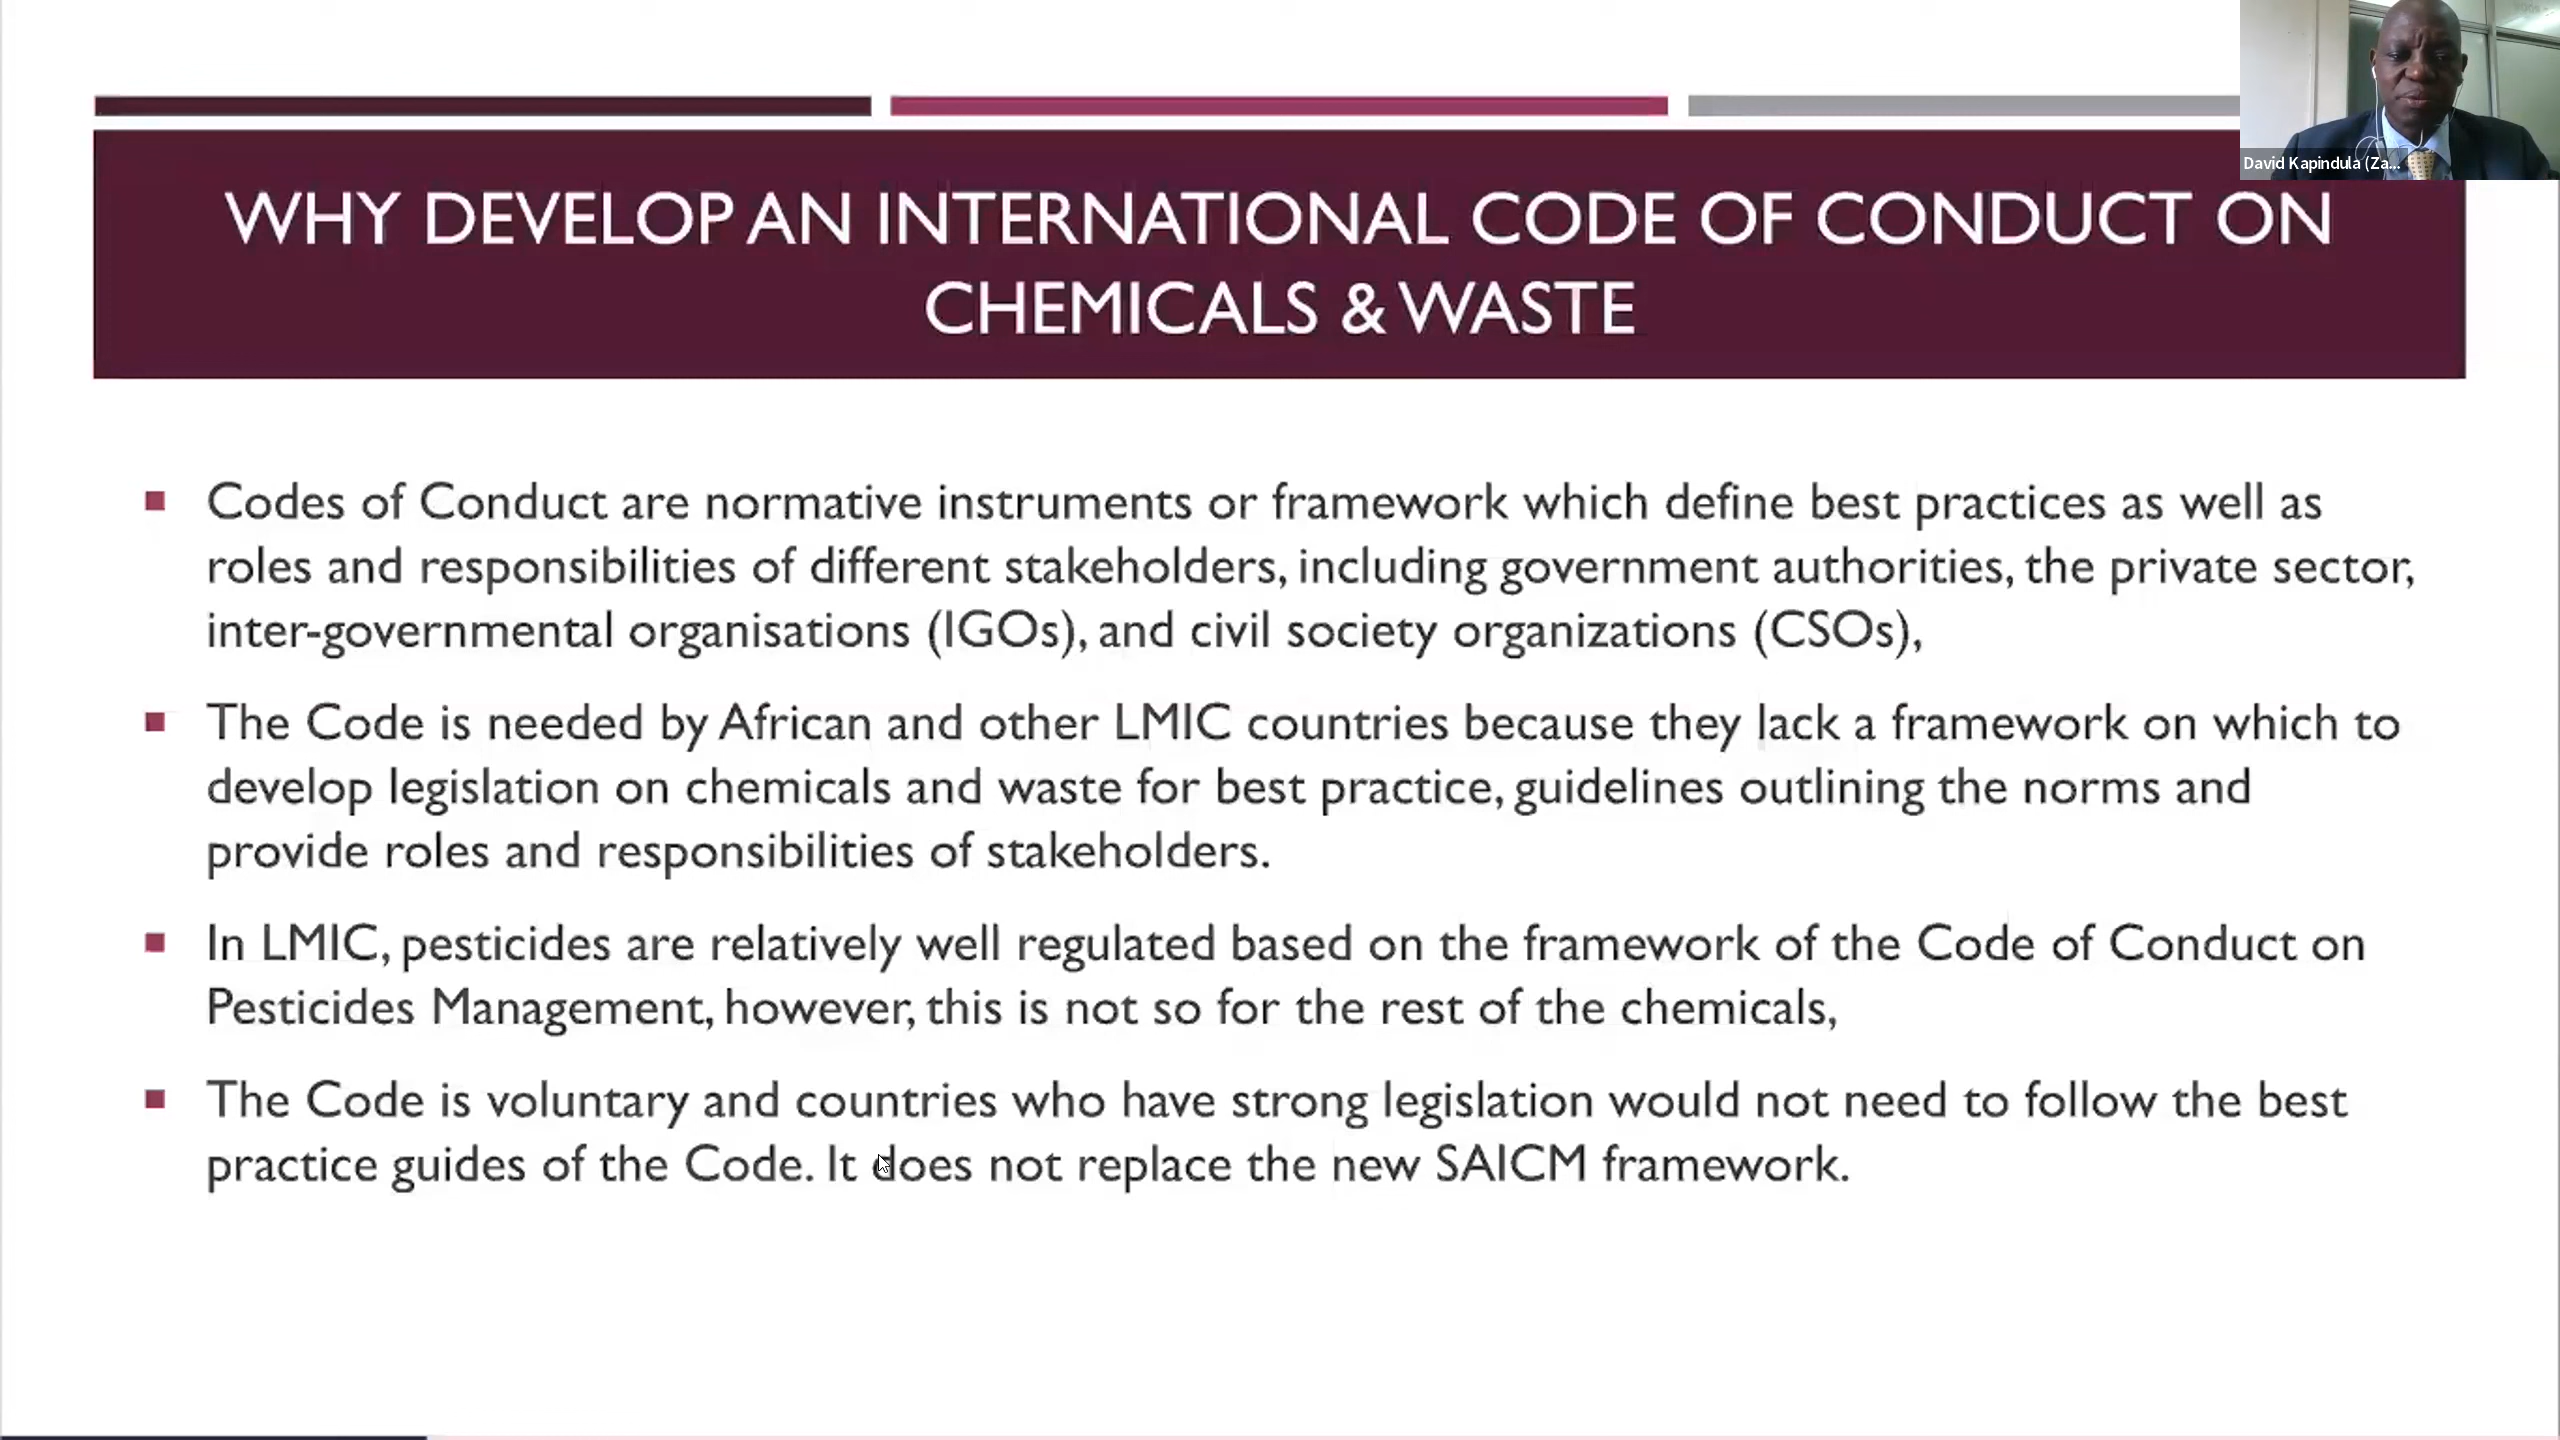 David Kapindula (Za...
WHY DEVELOP AN INTERNATIONAL CODE OF CONDUCT ON
CHEMICALS & WASTE
Codes of Conduct are normative instruments or framework which define best practices as well as
roles and responsibilities of different stakeholders, including government authorities, the private sector,
inter-governmental organisations (IGOs), and civil society organizations (CSOs),
The Code is needed by African and other LMIC countries because they lack a framework on which to
develop legislation on chemicals and waste for best practice, guidelines outlining the norms and
provide roles and responsibilities of stakeholders.
In LMIC, pesticides are relatively well regulated based on the framework of the Code of Conduct on
Pesticides Management, however, this is not so for the rest of the chemicals,
The Code is voluntary and countries who have strong legislation would not need to follow the best
practice guides of the Code. It does not replace the new SAICM framework.